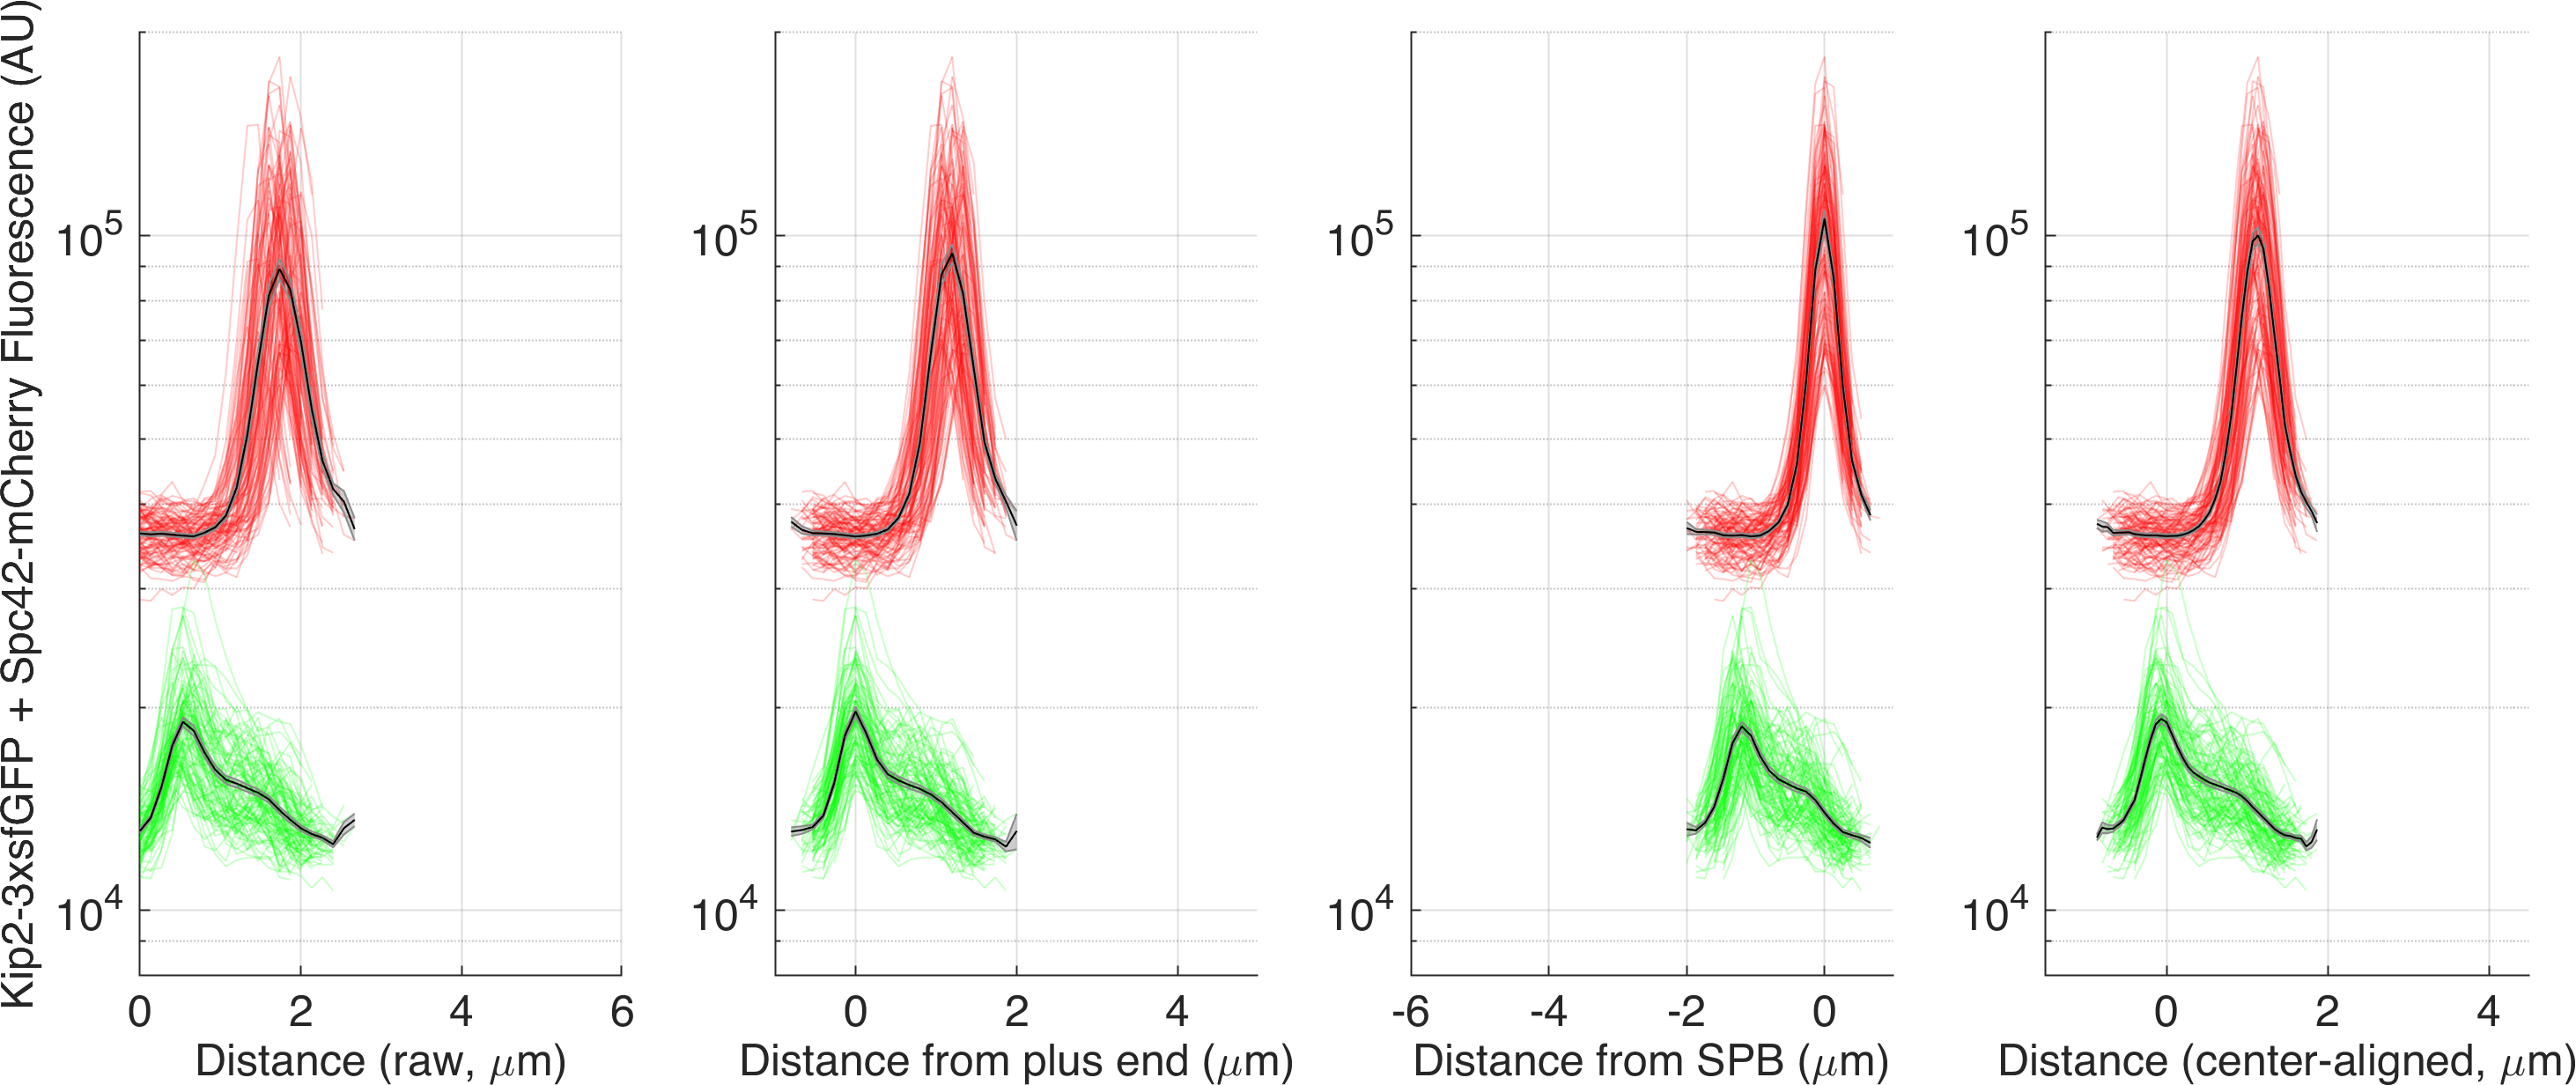 Kip2-3xsfGFP + Spc42-mCherry Fluorescence (AU)
10^5
10^4
0 2 4 6
Distance (raw, μm)
10^5
10^4
0 2 4
Distance from plus end (μm)
10^5
10^4
-6 -4 -2 0
Distance from SPB (μm)
10^5
10^4
0 2 4
Distance (center-aligned, μm)